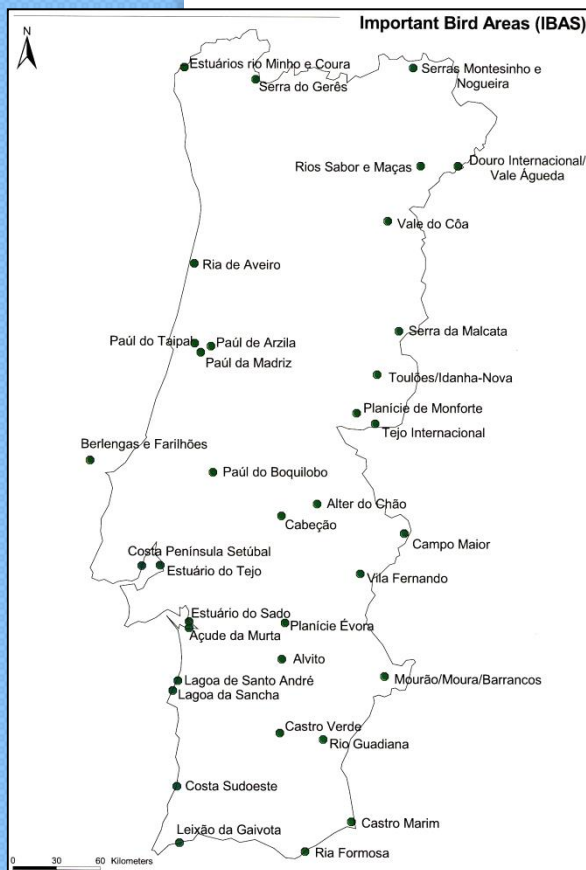 Important Bird Areas (IBAS)
N
Estuários rio Minho e Coura
Serra do Gerês
Serras Montesinho e
Nogueira
Rios Sabor e Maças
Douro Internacional/
Vale Águeda
Vale do Côa
Ria de Aveiro
Paúl do Taipal
Paúl de Arzila
Paúl da Madriz
Serra da Malcata
Toulões/Idanha-Nova
Planície de Monforte
Tejo Internacional
Berlengas e Farilhões
Paúl do Boquilobo
Alter do Chão
Cabeção
Campo Maior
Costa Península Setúbal
Estuário do Tejo
Vila Fernando
Estuário do Sado
Planície Évora
Açude da Murta
Alvito
Mourão/Moura/Barrancos
Lagoa de Santo André
Lagoa da Sancha
Castro Verde
Rio Guadiana
Costa Sudoeste
Castro Marim
Leixão da Gaivota
Ria Formosa
0 30 60 Kilometers